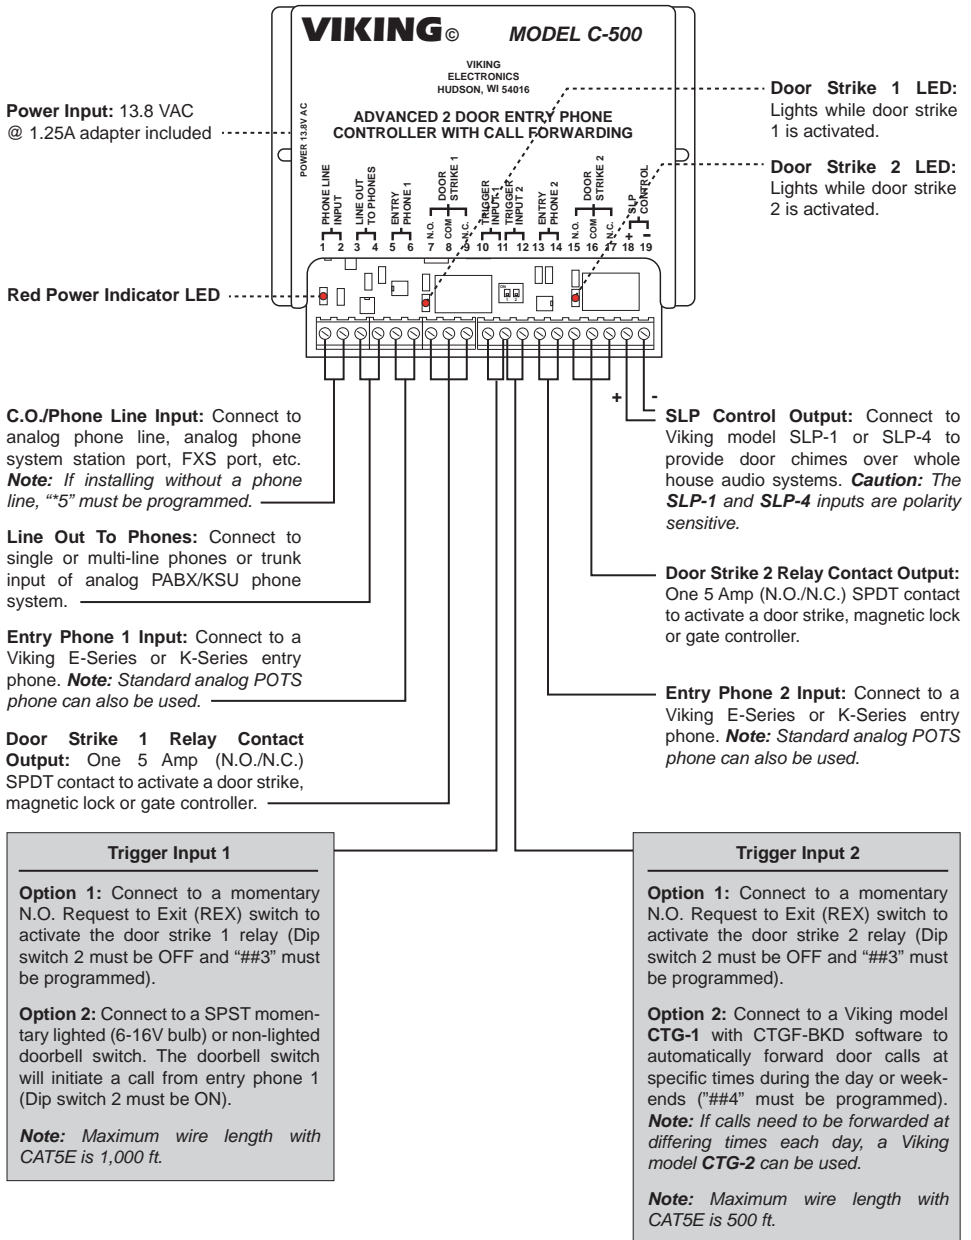 VIKING©
MODEL C-500
VIKING
ELECTRONICS
HUDSON, WI 54016
ADVANCED 2 DOOR ENTRY PHONE
CONTROLLER WITH CALL FORWARDING
POWER 13.8V AC
PHONE LINE
INPUT
LINE OUT
TO PHONES
ENTRY
PHONE 1
DOOR
STRIKE 1
TRIGGER
INPUT 1
TRIGGER
INPUT 2
ENTRY
PHONE 2
DOOR
STRIKE 2
SLP
CONTROL
N.O. COM N.C. N.O. COM N.C. + −
1 2 3 4 5 6 7 8 9 10 11 12 13 14 15 16 17 18 19
ON
1 2
Power Input: 13.8 VAC
@ 1.25A adapter included
Red Power Indicator LED
Door Strike 1 LED:
Lights while door strike
1 is activated.
Door Strike 2 LED:
Lights while door strike
2 is activated.
+ -
C.O./Phone Line Input: Connect to
analog phone line, analog phone
system station port, FXS port, etc.
Note: If installing without a phone
line, “*5” must be programmed.
Line Out To Phones: Connect to
single or multi-line phones or trunk
input of analog PABX/KSU phone
system.
Entry Phone 1 Input: Connect to a
Viking E-Series or K-Series entry
phone. Note: Standard analog POTS
phone can also be used.
Door Strike 1 Relay Contact
Output: One 5 Amp (N.O./N.C.)
SPDT contact to activate a door strike,
magnetic lock or gate controller.
SLP Control Output: Connect to
Viking model SLP-1 or SLP-4 to
provide door chimes over whole
house audio systems. Caution: The
SLP-1 and SLP-4 inputs are polarity
sensitive.
Door Strike 2 Relay Contact Output:
One 5 Amp (N.O./N.C.) SPDT contact
to activate a door strike, magnetic lock
or gate controller.
Entry Phone 2 Input: Connect to a
Viking E-Series or K-Series entry
phone. Note: Standard analog POTS
phone can also be used.
Trigger Input 1
Option 1: Connect to a momentary
N.O. Request to Exit (REX) switch to
activate the door strike 1 relay (Dip
switch 2 must be OFF and “##3” must
be programmed).
Option 2: Connect to a SPST momen-
tary lighted (6-16V bulb) or non-lighted
doorbell switch. The doorbell switch
will initiate a call from entry phone 1
(Dip switch 2 must be ON).
Note: Maximum wire length with
CAT5E is 1,000 ft.
Trigger Input 2
Option 1: Connect to a momentary
N.O. Request to Exit (REX) switch to
activate the door strike 2 relay (Dip
switch 2 must be OFF and “##3” must
be programmed).
Option 2: Connect to a Viking model
CTG-1 with CTGF-BKD software to
automatically forward door calls at
specific times during the day or week-
ends (”##4” must be programmed).
Note: If calls need to be forwarded at
differing times each day, a Viking
model CTG-2 can be used.
Note: Maximum wire length with
CAT5E is 500 ft.